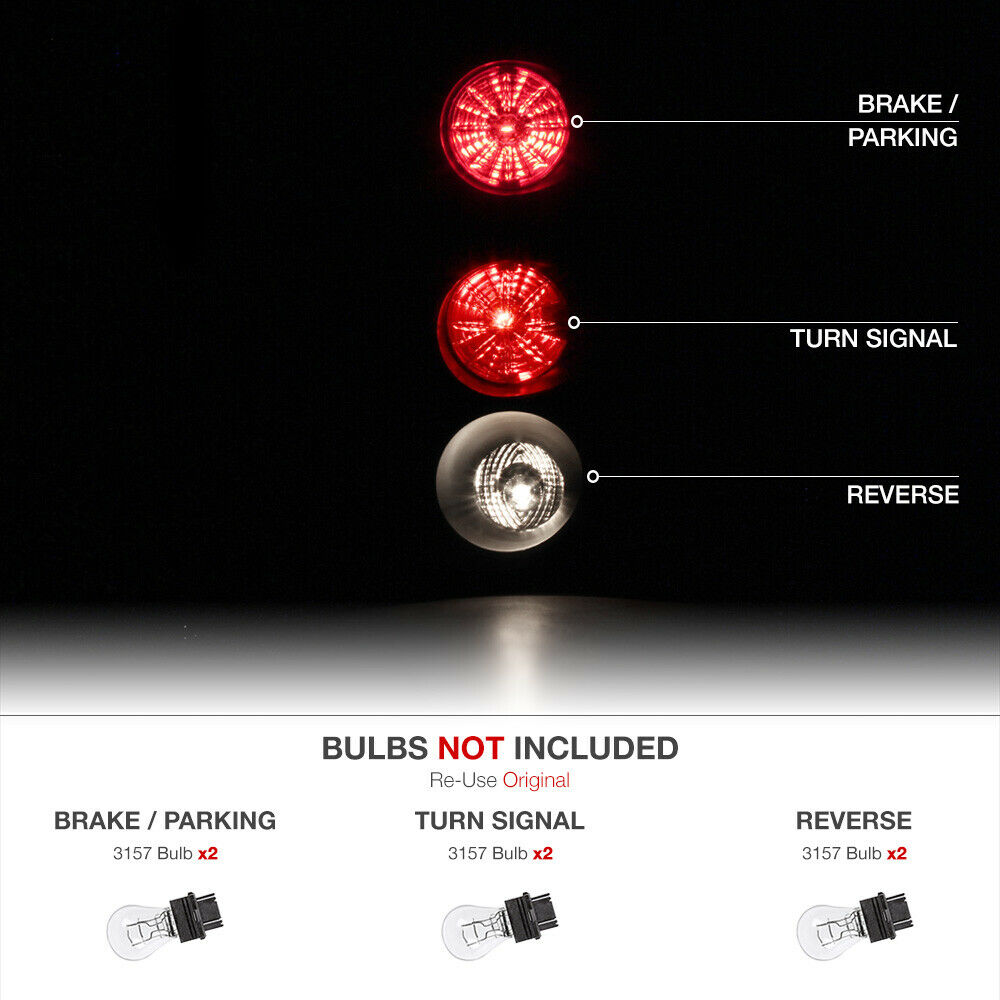 BRAKE /
PARKING
TURN SIGNAL
REVERSE
BULBS NOT INCLUDED
Re-Use Original
BRAKE / PARKING
3157 Bulb x2
TURN SIGNAL
3157 Bulb x2
REVERSE
3157 Bulb x2